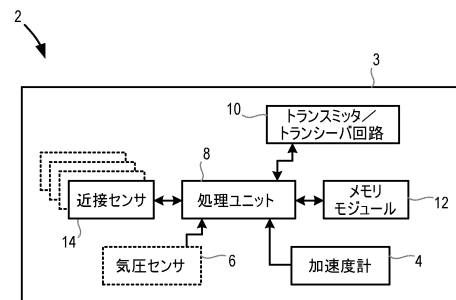 2
3
10
トランスミッタ／
トランシーバ回路
8
近接センサ
処理ユニット
メモリ
モジュール
12
14
気圧センサ
6
加速度計
4